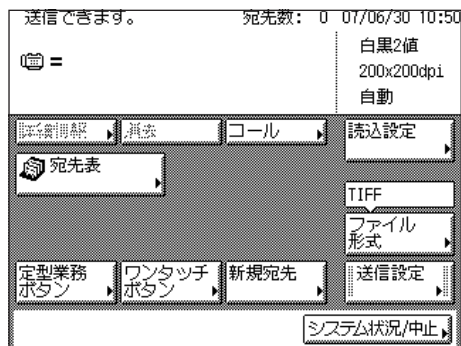 送信できます。 宛先数: 0 07/06/30 10:50
=
白黒2値
200x200dpi
自動
詳細情報 消去 コール 読込設定
宛先表
TIFF
ファイル
形式
定型業務
ボタン
ワンタッチ
ボタン
新規宛先
送信設定
システム状況/中止